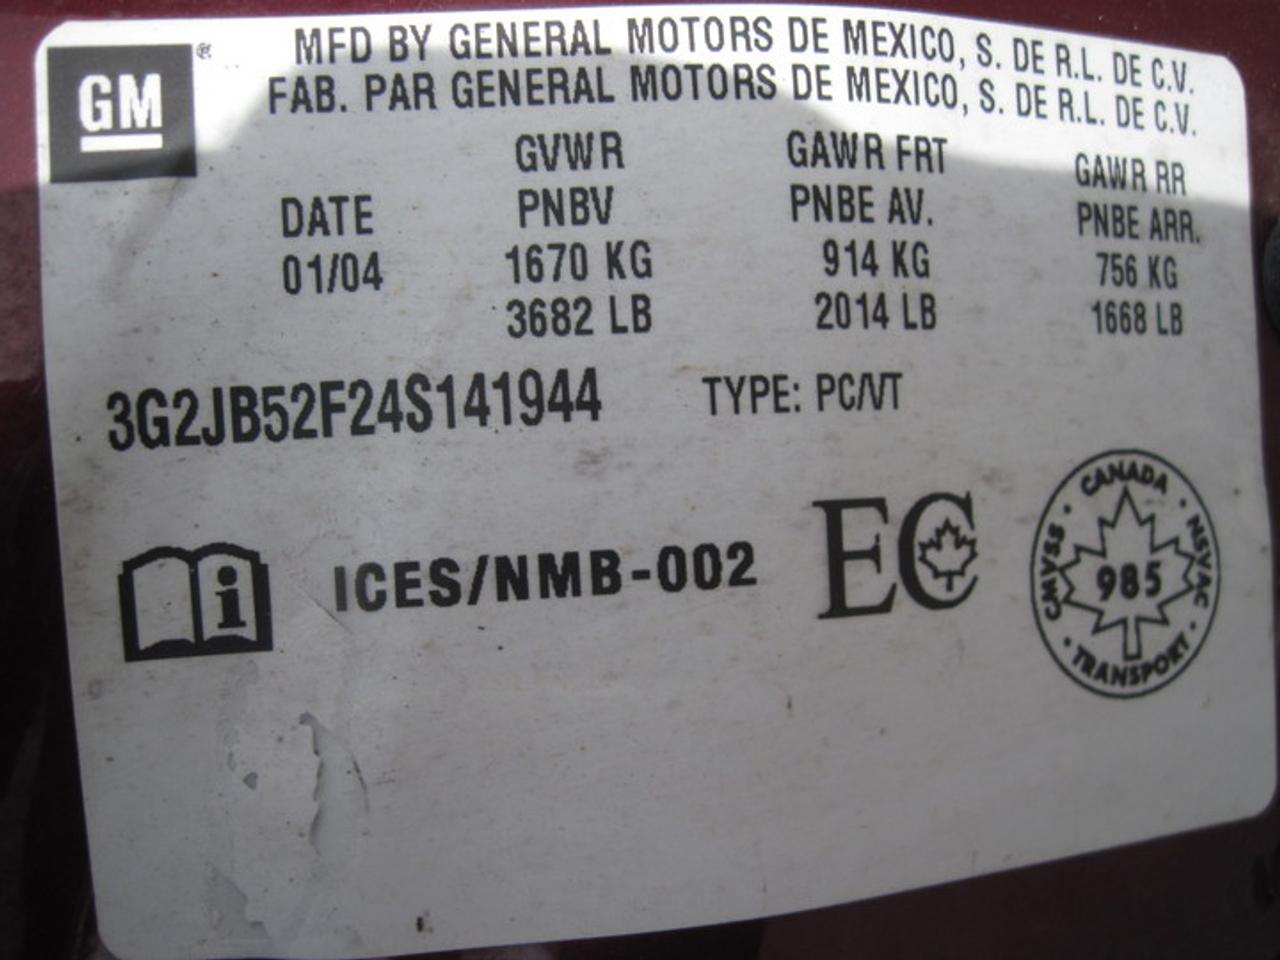 GM ®
MFD BY GENERAL MOTORS DE MEXICO, S. DE R.L. DE C.V.
FAB. PAR GENERAL MOTORS DE MEXICO, S. DE R.L. DE C.V.
GVWR GAWR FRT GAWR RR
DATE PNBV PNBE AV. PNBE ARR.
01/04 1670 KG 914 KG 756 KG
3682 LB 2014 LB 1668 LB
3G2JB52F24S141944 TYPE: PC/VT
i ICES/NMB-002 EC
CANADA
CMVSS 985 NSVAC
TRANSPORT